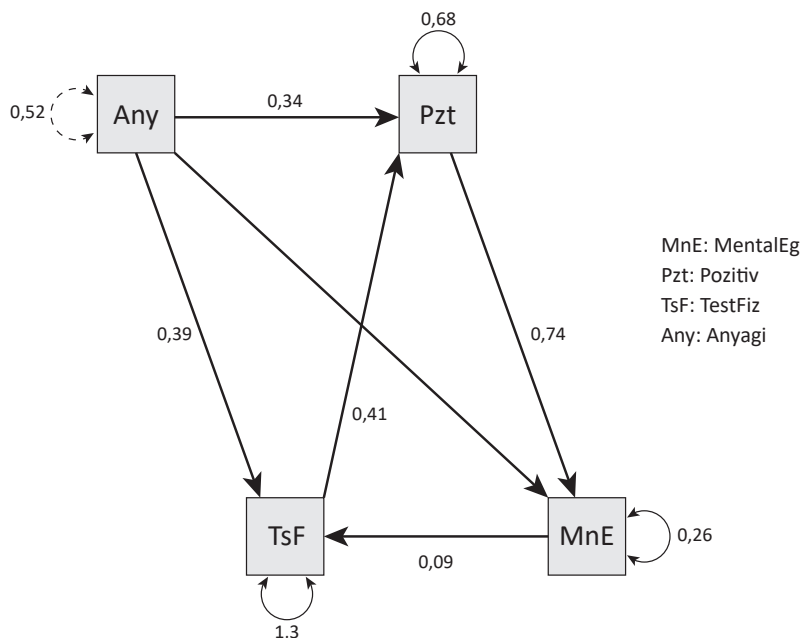 0,68
0,52
Any
0,34
Pzt
MnE: MentalEg
Pzt: Pozitiv
TsF: TestFiz
Any: Anyagi
0,39
0,74
0,41
TsF
0,09
MnE
0,26
1.3